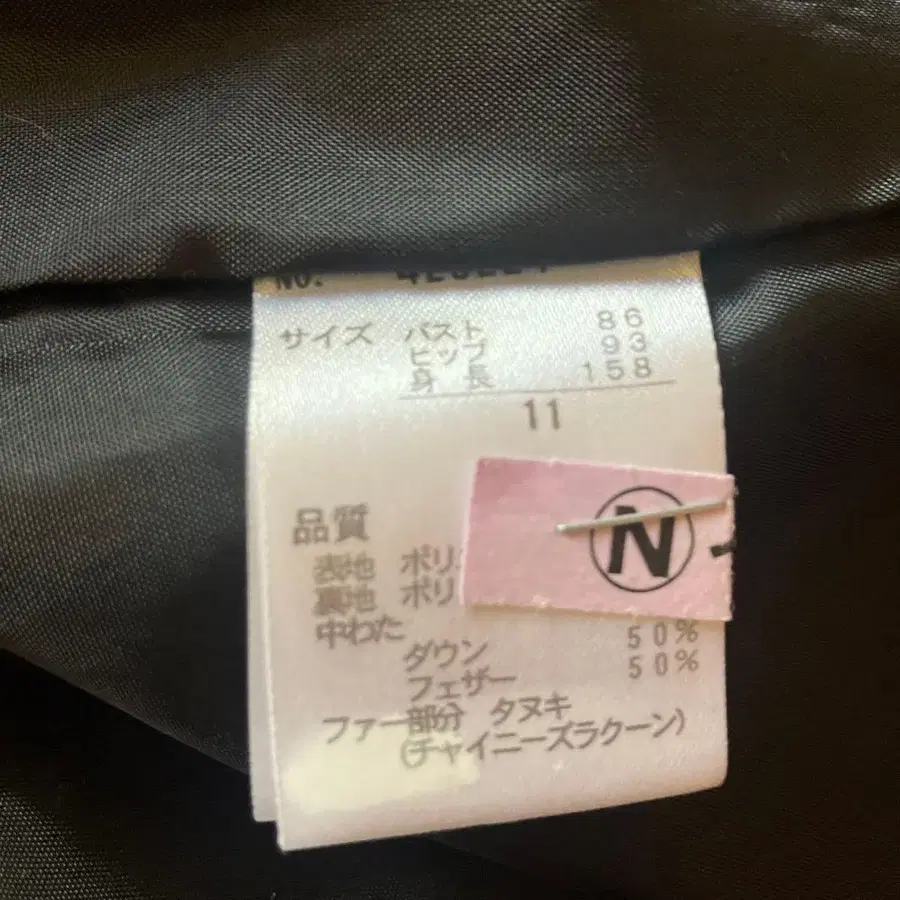 No.
サイズ バスト 86
ヒップ 93
身長 158
11
品質
N
表地 ポリ
裏地 ポリ
中わた
ダウン 50%
フェザー 50%
ファー部分 タヌキ
(チャイニーズラクーン)